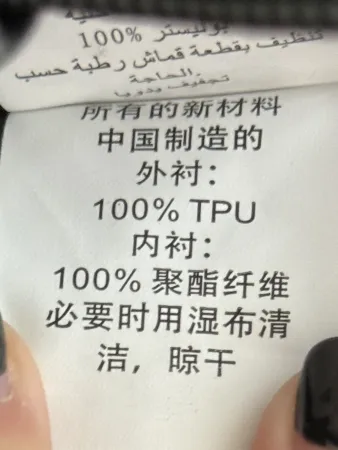 بوليستر 100%
تنظيف بقطعة قماش رطبة حسب
الحاجة
تجفيف يدويا
所有的新材料
中国制造的
外衬：
100% TPU
内衬：
100% 聚酯纤维
必要时用湿布清
洁，晾干